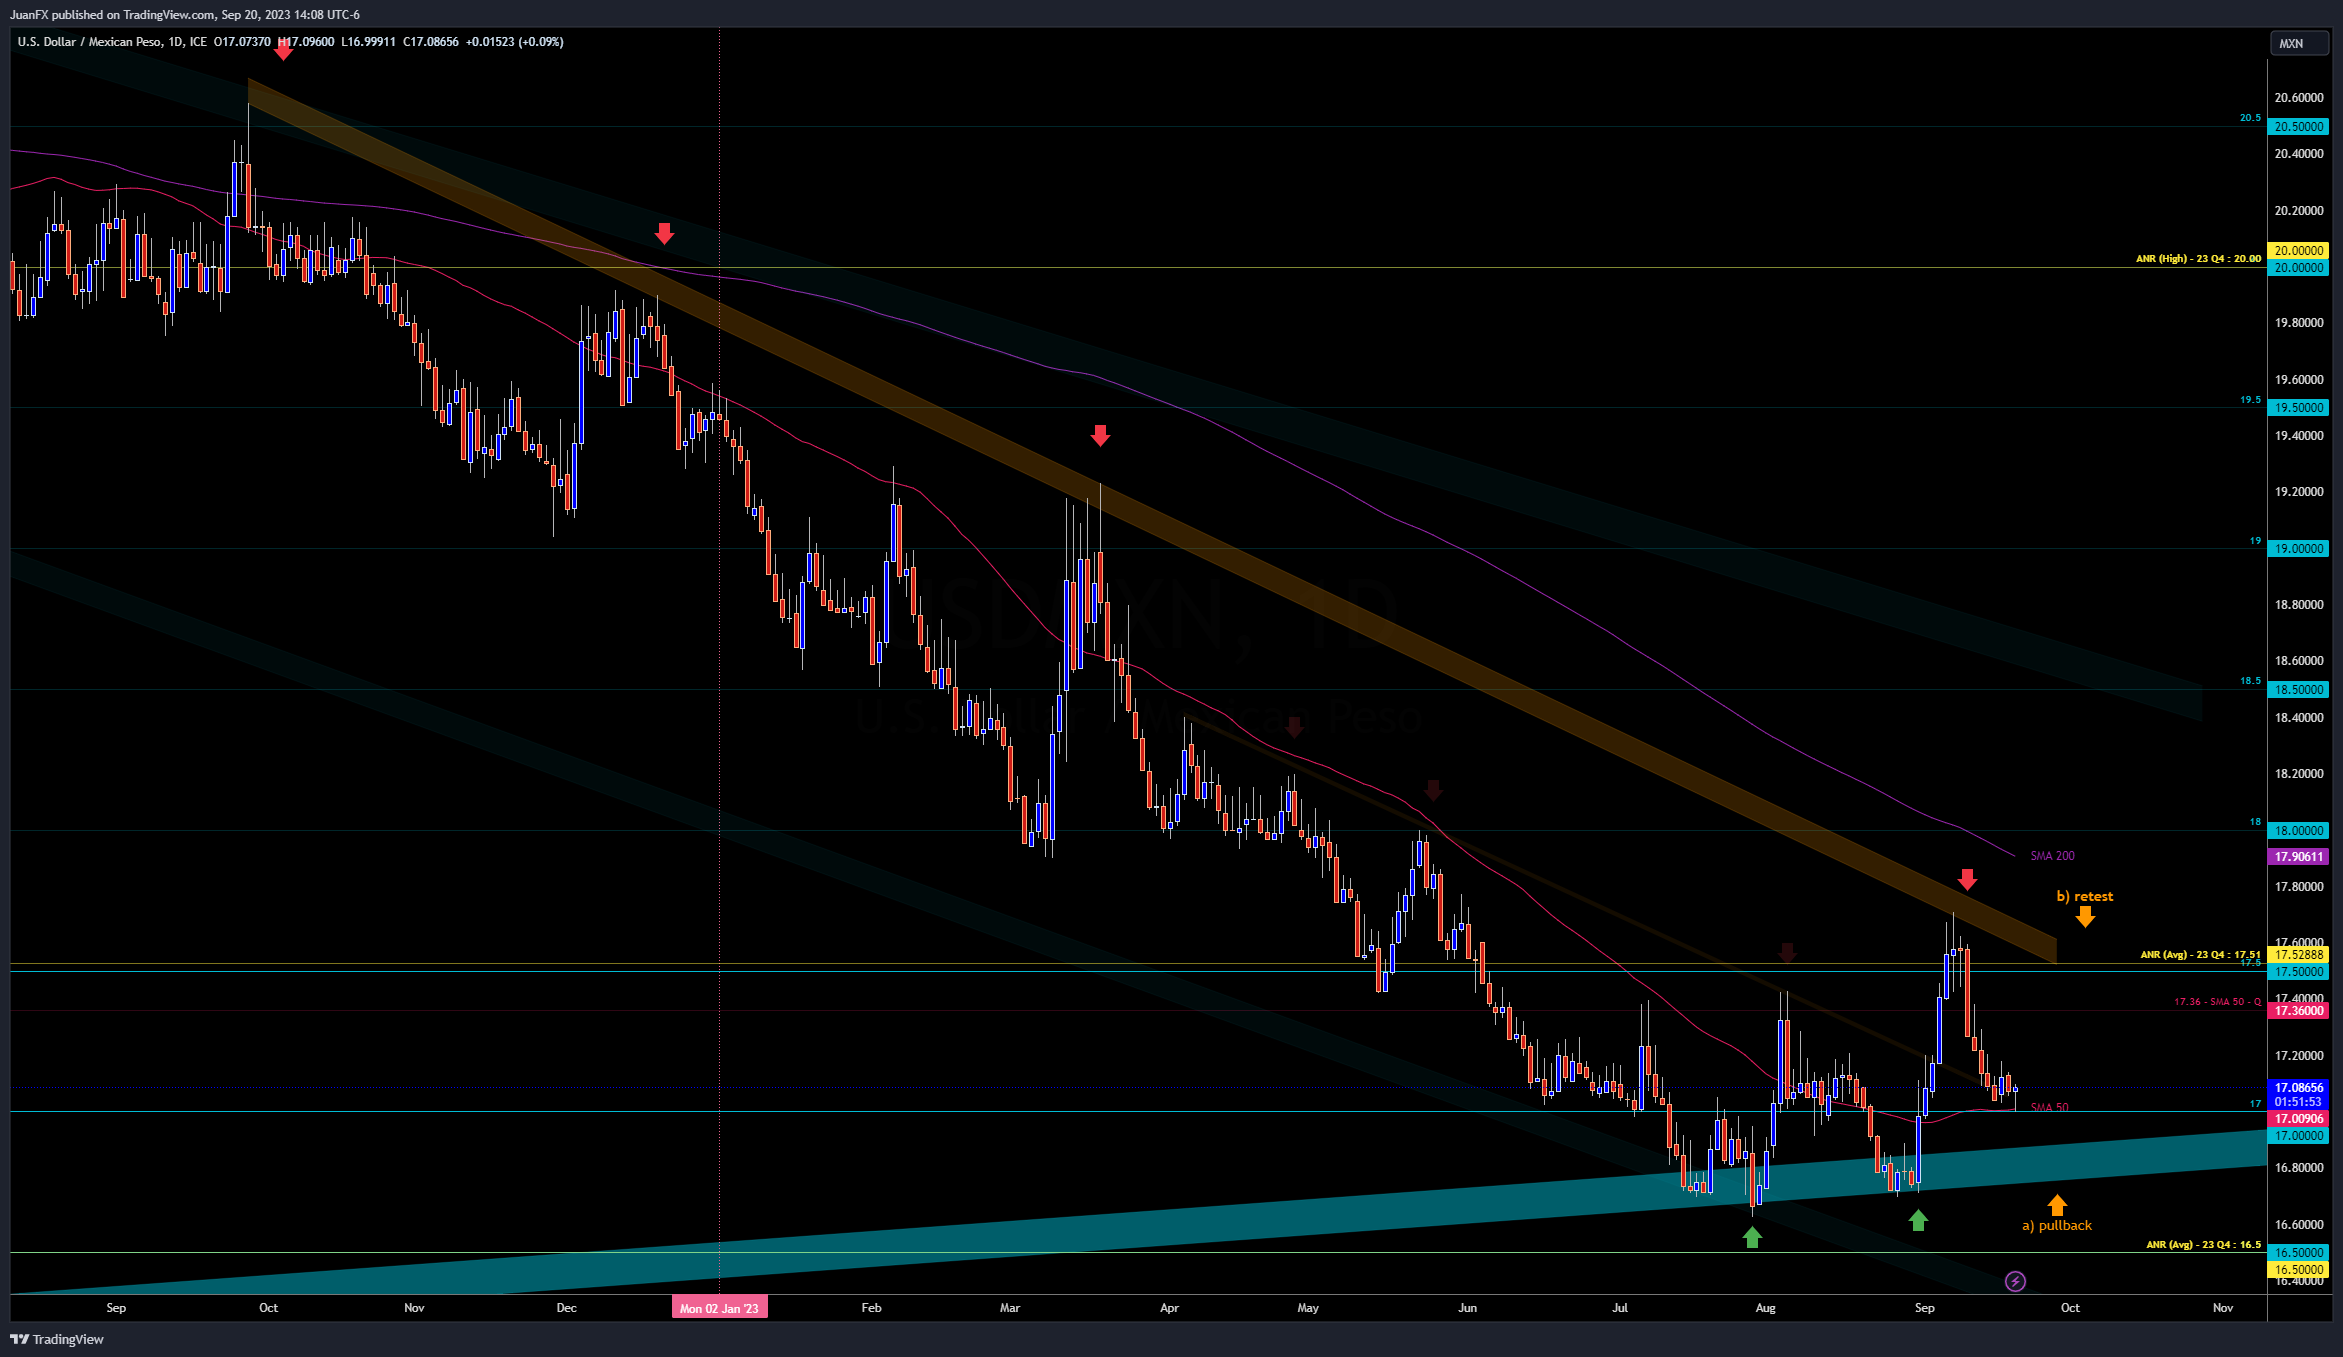 JuanFX published on TradingView.com, Sep 20, 2023 14:08 UTC-6
U.S. Dollar / Mexican Peso, 1D, ICE O17.07370 H17.09600 L16.99911 C17.08656 +0.01523 (+0.09%)
MXN
20.60000
20.5
20.50000
20.40000
20.20000
20.00000
ANR (High) - 23 Q4 : 20.00
20.00000
19.80000
19.60000
19.5
19.50000
19.40000
19.20000
19
19.00000
18.80000
USDMXN, 1D
18.60000
18.5
18.50000
U.S. Dollar / Mexican Peso
18.40000
18.20000
18
18.00000
SMA 200
17.90611
17.80000
b) retest
17.60000
ANR (Avg) - 23 Q4 : 17.51
17.52888
17.5
17.50000
17.40000
17.36 - SMA 50 - Q
17.36000
17.20000
17.08656
01:51:53
17
SMA 50
17.00906
17.00000
16.80000
16.60000
a) pullback
ANR (Avg) - 23 Q4 : 16.5
16.50000
16.50000
16.40000
Sep Oct Nov Dec Mon 02 Jan '23 Feb Mar Apr May Jun Jul Aug Sep Oct Nov
TradingView